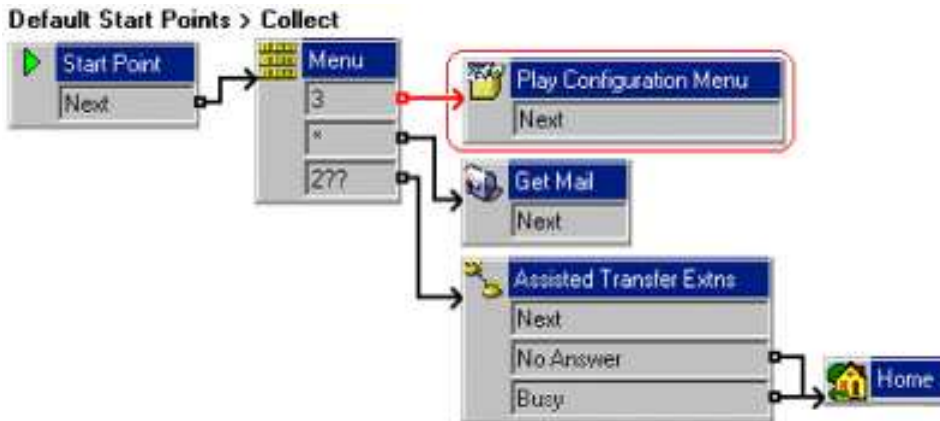 Default Start Points > Collect
Start Point
Next
Menu
3
*
2??
Play Configuration Menu
Next
Get Mail
Next
Assisted Transfer Extns
Next
No Answer
Busy
Home